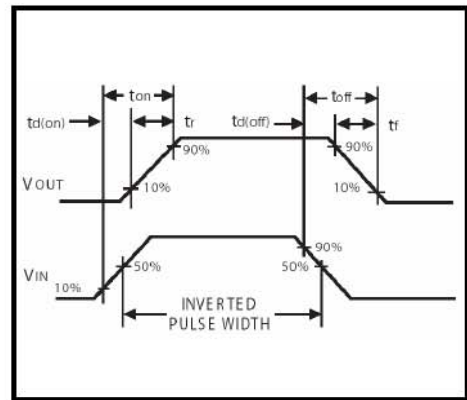 ton
toff
td(on)
tr
td(off)
tf
90%
90%
VOUT
10%
10%
90%
VIN
10%
50%
50%
INVERTED
PULSE WIDTH